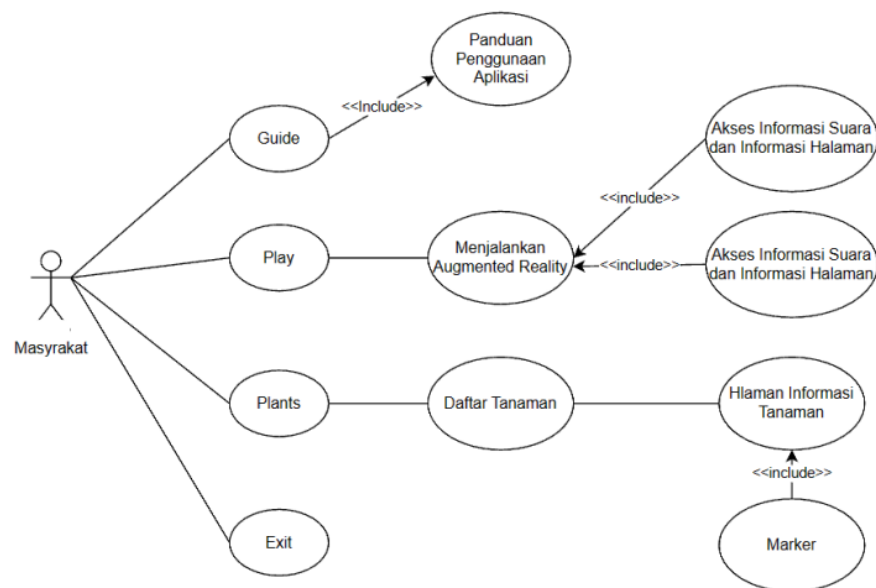 Panduan
Penggunaan
Aplikasi
<<Include>>
Guide
Akses Informasi Suara
dan Informasi Halaman
<<include>>
Play
Menjalankan
Augmented Reality
<<include>>
Akses Informasi Suara
dan Informasi Halaman
Masyrakat
Plants
Daftar Tanaman
Hlaman Informasi
Tanaman
<<include>>
Exit
Marker